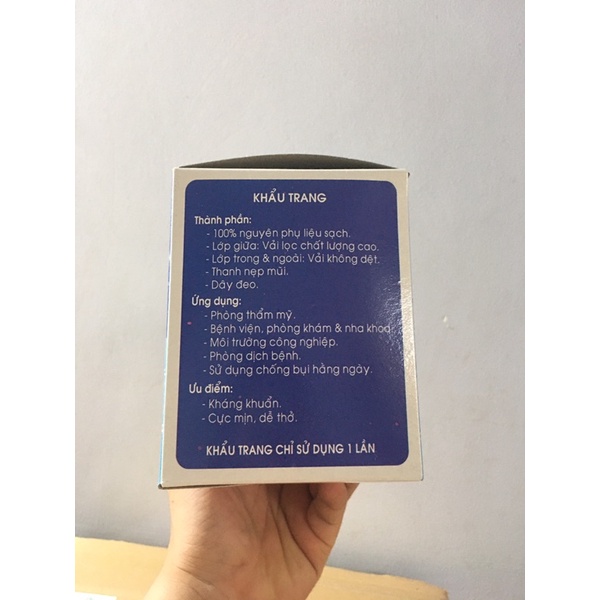 KHẨU TRANG
Thành phần:
- 100% nguyên phụ liệu sạch.
- Lớp giữa: Vải lọc chất lượng cao.
- Lớp trong & ngoài: Vải không dệt.
- Thanh nẹp mũi.
- Dây đeo.
Ứng dụng:
- Phòng thẩm mỹ.
- Bệnh viện, phòng khám & nha khoa.
- Môi trường công nghiệp.
- Phòng dịch bệnh.
- Sử dụng chống bụi hàng ngày.
Ưu điểm:
- Kháng khuẩn.
- Cực mịn, dễ thở.
KHẨU TRANG CHỈ SỬ DỤNG 1 LẦN